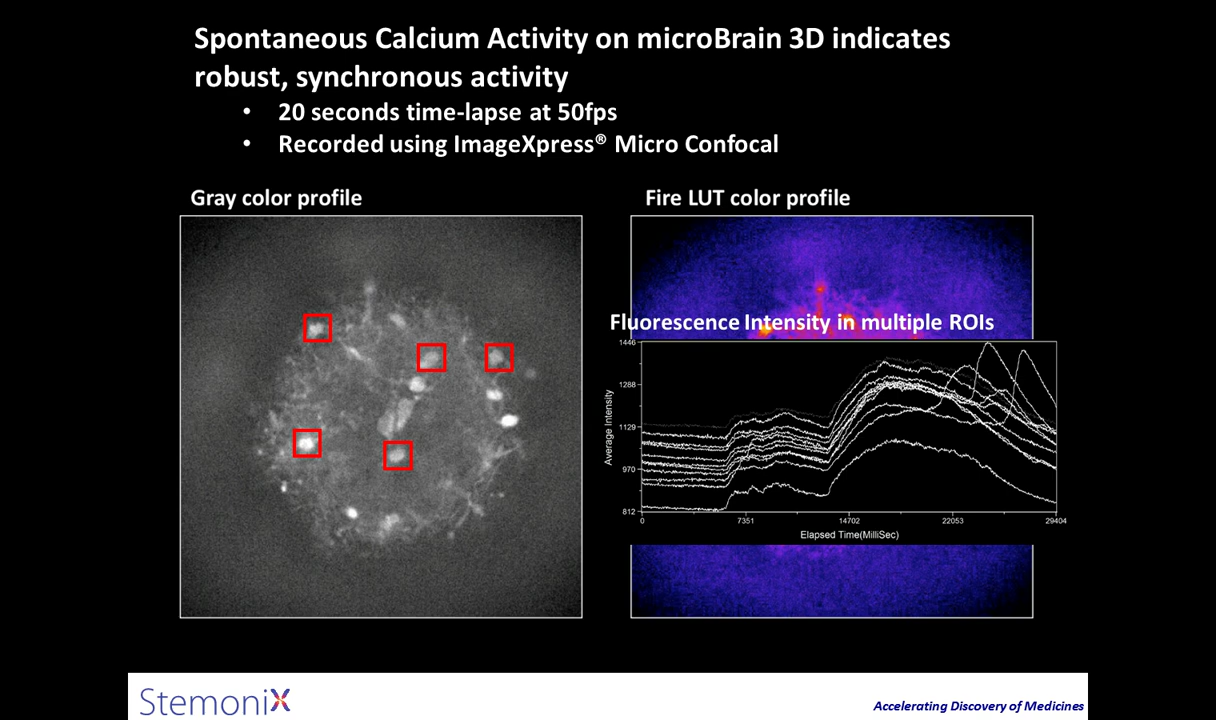 Spontaneous Calcium Activity on microBrain 3D indicates
robust, synchronous activity
• 20 seconds time-lapse at 50fps
• Recorded using ImageXpress® Micro Confocal
Gray color profile
Fire LUT color profile
Fluorescence Intensity in multiple ROIs
1446
1288
1129
970
812
Average Intensity
0 7351 14702 22053 29404
Elapsed Time(MilliSec)
StemoniX
Accelerating Discovery of Medicines